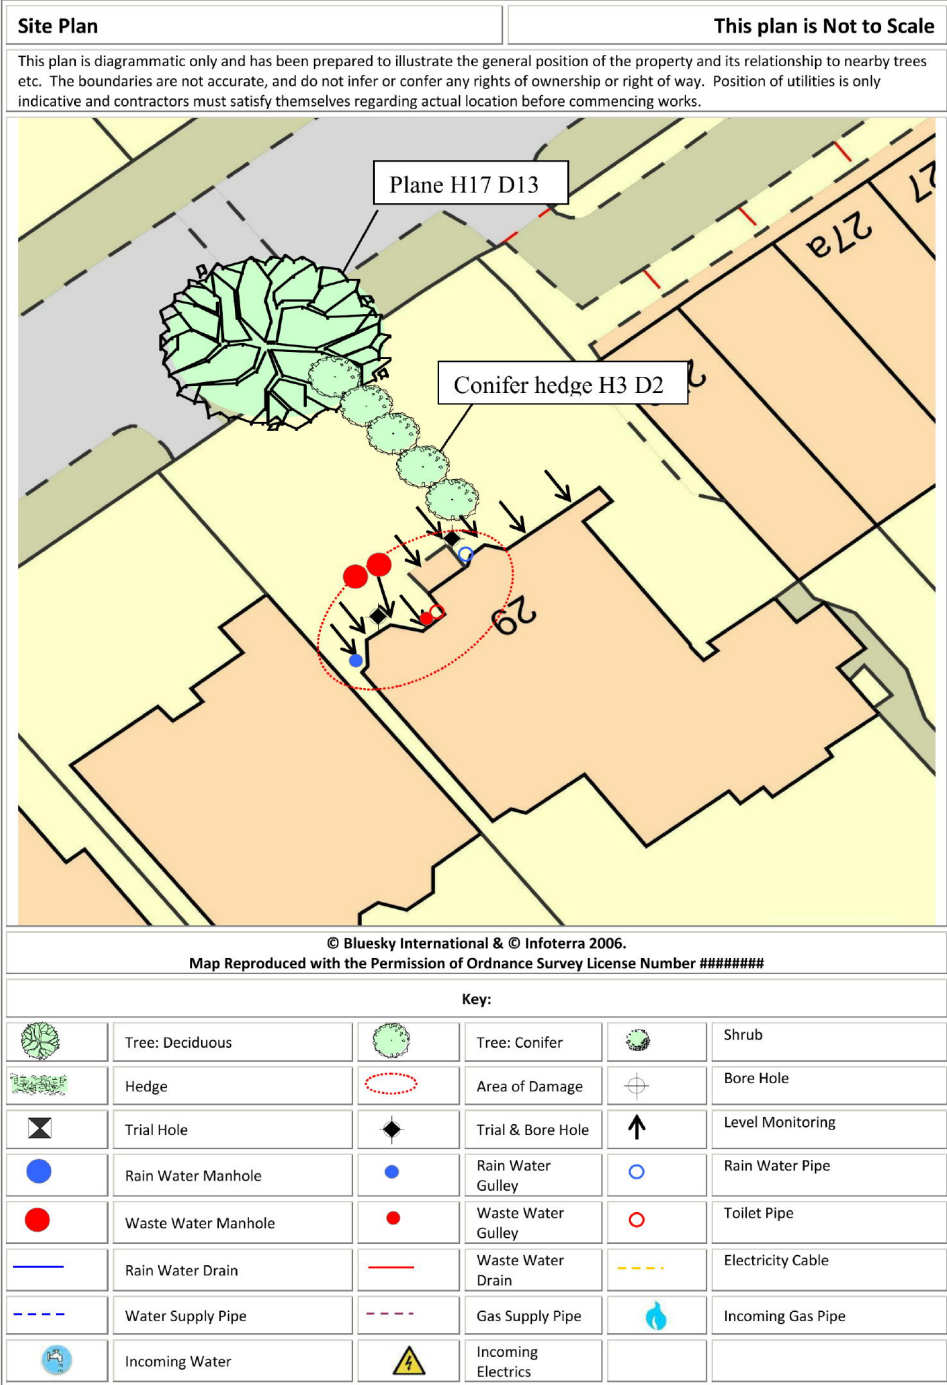 Site Plan
This plan is Not to Scale
This plan is diagrammatic only and has been prepared to illustrate the general position of the property and its relationship to nearby trees
etc. The boundaries are not accurate, and do not infer or confer any rights of ownership or right of way. Position of utilities is only
indicative and contractors must satisfy themselves regarding actual location before commencing works.
Plane H17 D13
27
27a
Conifer hedge H3 D2
29
© Bluesky International & © Infoterra 2006.
Map Reproduced with the Permission of Ordnance Survey License Number ########
Key:
Tree: Deciduous
Tree: Conifer
Shrub
Hedge
Area of Damage
Bore Hole
Trial Hole
Trial & Bore Hole
Level Monitoring
Rain Water Manhole
Rain Water
Gulley
Rain Water Pipe
Waste Water Manhole
Waste Water
Gulley
Toilet Pipe
Rain Water Drain
Waste Water
Drain
Electricity Cable
Water Supply Pipe
Gas Supply Pipe
Incoming Gas Pipe
Incoming Water
Incoming
Electrics